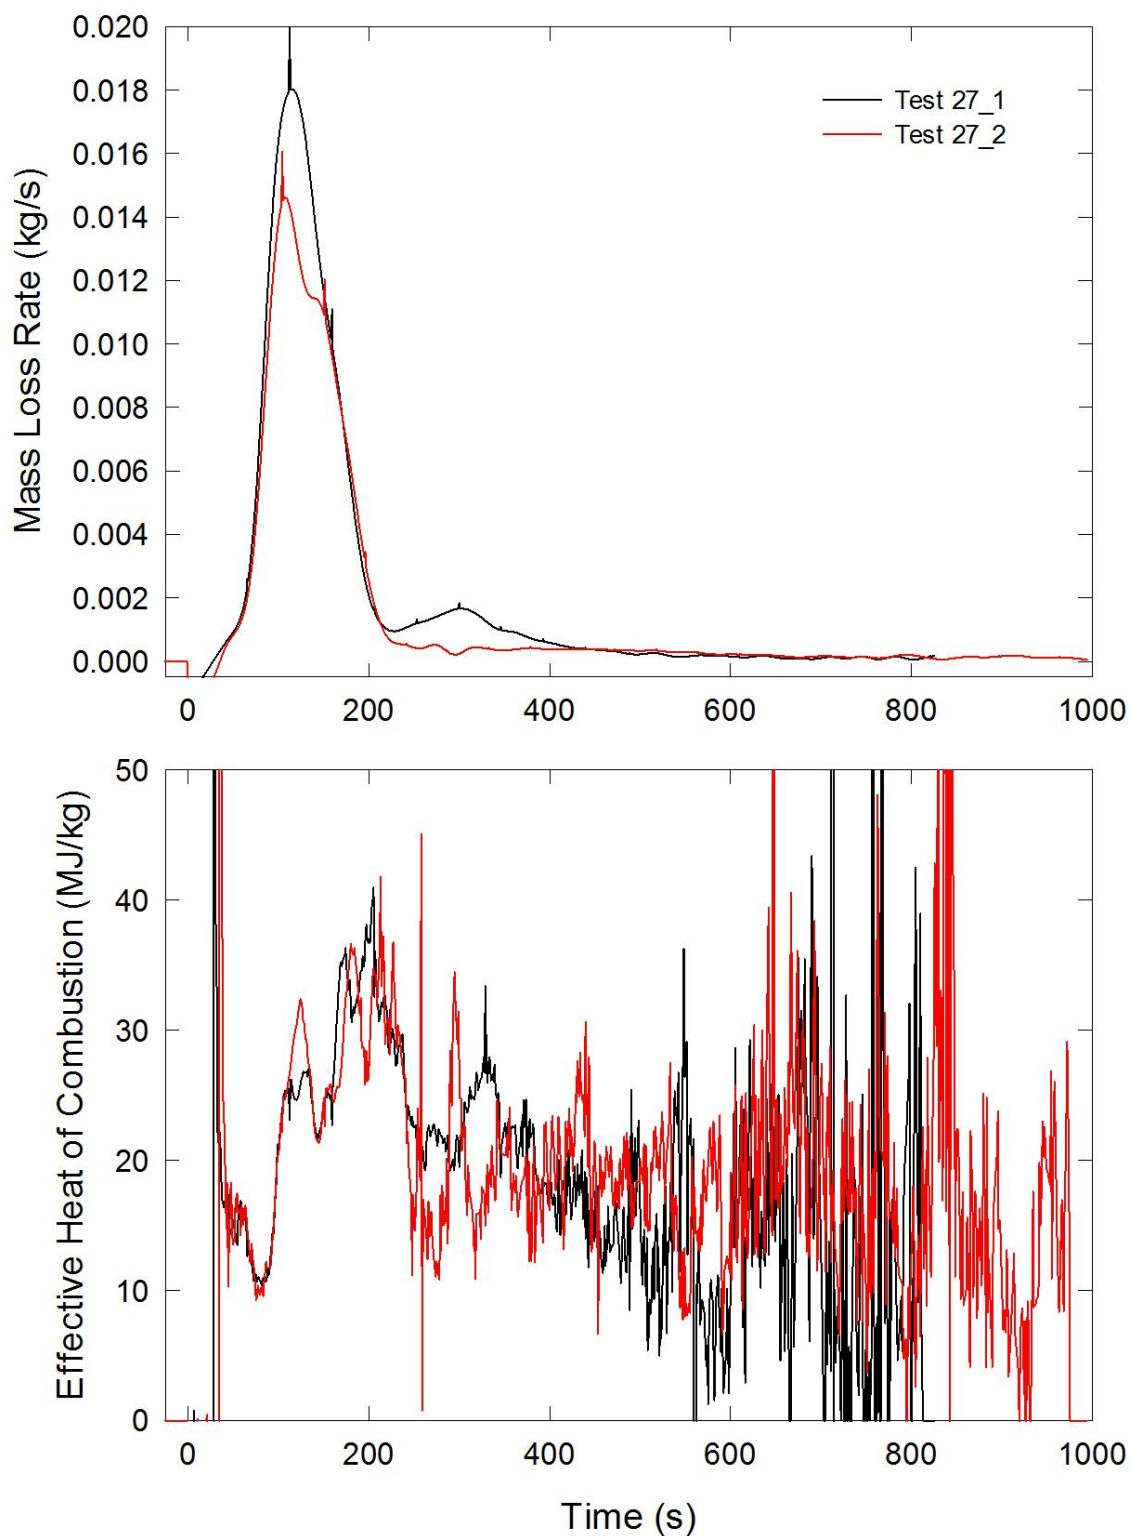 Mass Loss Rate (kg/s)
0.020
0.018
0.016
0.014
0.012
0.010
0.008
0.006
0.004
0.002
0.000
Test 27_1
Test 27_2
0 200 400 600 800 1000
Effective Heat of Combustion (MJ/kg)
50
40
30
20
10
0
0 200 400 600 800 1000
Time (s)